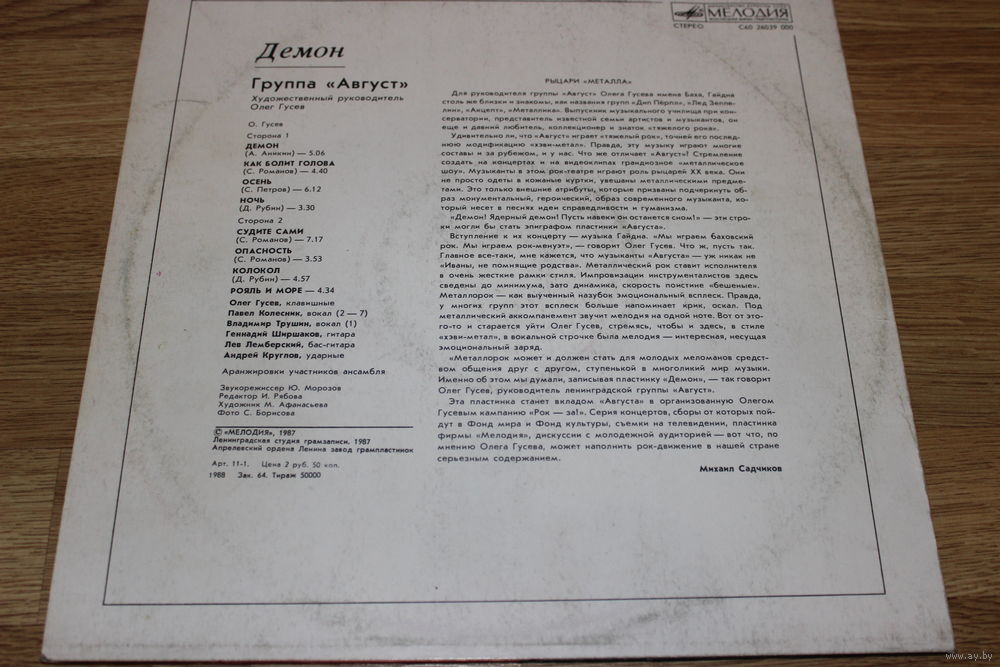 МЕЛОДИЯ
СТЕРЕО
С60 26039 000
Демон
Группа «Август»
Художественный руководитель
Олег Гусев
О. Гусев
Сторона 1
ДЕМОН
(А. Аникин) — 5.06
КАК БОЛИТ ГОЛОВА
(С. Романов) — 4.40
ОСЕНЬ
(С. Петров) — 6.12
НОЧЬ
(Д. Рубин) — 3.30
Сторона 2
СУДИТЕ САМИ
(С. Романов) — 7.17
ОПАСНОСТЬ
(С. Романов) — 3.53
КОЛОКОЛ
(Д. Рубин) — 4.57
РОЯЛЬ И МОРЕ — 4.34
Олег Гусев, клавишные
Павел Колесник, вокал (2 — 7)
Владимир Трушин, вокал (1)
Геннадий Ширшаков, гитара
Лев Лемберский, бас-гитара
Андрей Круглов, ударные
Аранжировки участников ансамбля
Звукорежиссер Ю. Морозов
Редактор И. Рябова
Художник М. Афанасьева
Фото С. Борисова
© «МЕЛОДИЯ», 1987
Ленинградская студия грамзаписи. 1987
Апрелевский ордена Ленина завод грампластинок
Арт. 11-1. Цена 2 руб. 50 коп.
1988 Зак. 64. Тираж 50000
РЫЦАРИ «МЕТАЛЛА»
Для руководителя группы «Август» Олега Гусева имена Баха, Гайдна
столь же близки и знакомы, как названия групп «Дип Пёрпл», «Лед Зеппе-
лин», «Акцепт», «Металлика». Выпускник музыкального училища при кон-
серватории, представитель известной семьи артистов и музыкантов, он
еще и давний любитель, коллекционер и знаток «тяжелого рока».
Удивительно ли, что «Август» играет «тяжелый рок», точней его послед-
нюю модификацию «хэви-метал». Правда, эту музыку играют многие
составы и за рубежом, и у нас. Что же отличает «Август»! Стремление
создать на концертах и на видеоклипах грандиозное «металлическое
шоу». Музыканты в этом рок-театре играют роль рыцарей XX века. Они
не просто одеты в кожаные куртки, увешаны металлическими предме-
тами. Это только внешние атрибуты, которые призваны подчеркнуть об-
раз монументальный, героический, образ современного музыканта, ко-
торый несет в песнях идеи справедливости и гуманизма.
«Демон! Ядерный демон! Пусть навеки он останется сном!» — эти стро-
ки могли бы стать эпиграфом пластинки «Августа».
Вступление к их концерту — музыка Гайдна. «Мы играем баховский
рок. Мы играем рок-менуэт», — говорит Олег Гусев. Что ж, пусть так.
Главное все-таки, мне кажется, что музыканты «Августа» — уж никак не
«Иваны, не помнящие родства». Металлический рок ставит исполнителя
в очень жесткие рамки стиля. Импровизации инструменталистов здесь
сведены до минимума, зато динамика, скорость поистине «бешеные».
Металлорок — как выученный назубок эмоциональный всплеск. Правда,
у многих групп этот всплеск больше напоминает крик, оскал. Под
металлический аккомпанемент звучит мелодия на одной ноте. Вот от это-
го-то и старается уйти Олег Гусев, стремясь, чтобы и здесь, в стиле
«хэви-метал», в вокальной строчке была мелодия — интересная, несущая
эмоциональный заряд.
«Металлорок может и должен стать для молодых меломанов средст-
вом общения друг с другом, ступенькой в многоликий мир музыки.
Именно об этом мы думали, записывая пластинку «Демон», — так говорит
Олег Гусев, руководитель ленинградской группы «Август».
Эта пластинка станет вкладом «Августа» в организованную Олегом
Гусевым кампанию «Рок — за!». Серия концертов, сборы от которых пой-
дут в Фонд мира и Фонд культуры, съемки на телевидении, пластинка
фирмы «Мелодия», дискуссии с молодежной аудиторией — вот что, по
мнению Олега Гусева, может наполнить рок-движение в нашей стране
серьезным содержанием.
Михаил Садчиков
www.ay.by